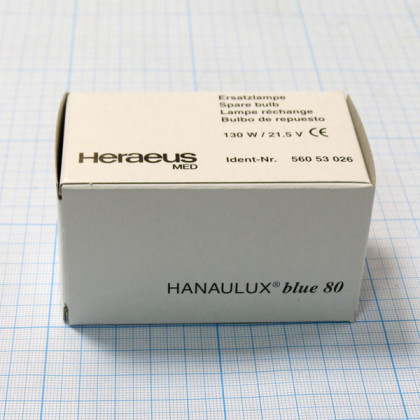 Ersatzlampe
Spare bulb
Lampe réchange
Bulbo de repuesto
130 W / 21,5 V CE
Heraeus
MED
Ident-Nr. 560 53 026
HANAULUX® blue 80